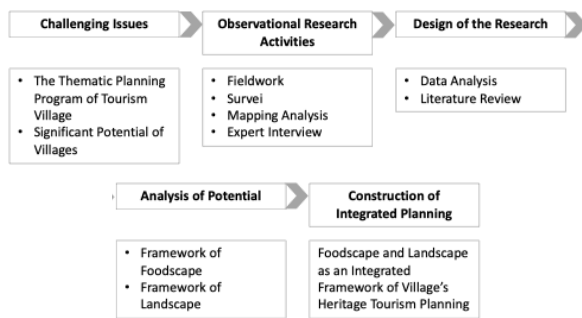 Challenging Issues
Observational Research
Activities
Design of the Research
• The Thematic Planning
Program of Tourism
Village
• Significant Potential of
Villages
• Fieldwork
• Survei
• Mapping Analysis
• Expert Interview
• Data Analysis
• Literature Review
Analysis of Potential
Construction of
Integrated Planning
• Framework of
Foodscape
• Framework of
Landscape
Foodscape and Landscape
as an Integrated
Framework of Village's
Heritage Tourism Planning